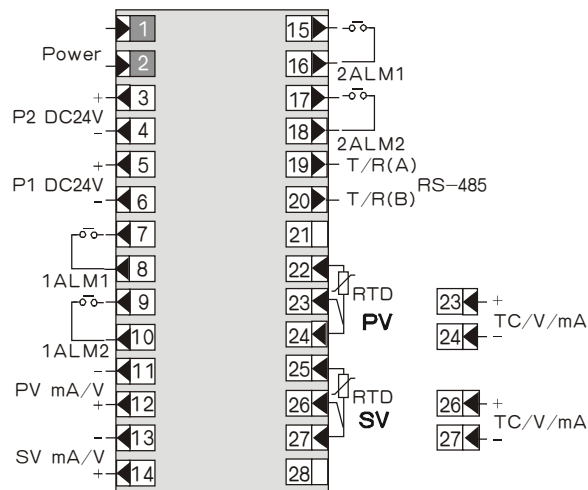 1 15
Power
2 16
2ALM1
+ 3 17
P2 DC24V
- 4 18
2ALM2
+ 5 19 T/R(A)
P1 DC24V RS-485
- 6 20 T/R(B)
7 21
8 22
1ALM1
RTD
9 23 23 +
PV TC/V/mA
10 24 24 -
1ALM2
- 11 25
PV mA/V
RTD
+ 12 26 26 +
SV TC/V/mA
- 13 27 27 -
SV mA/V
+ 14 28